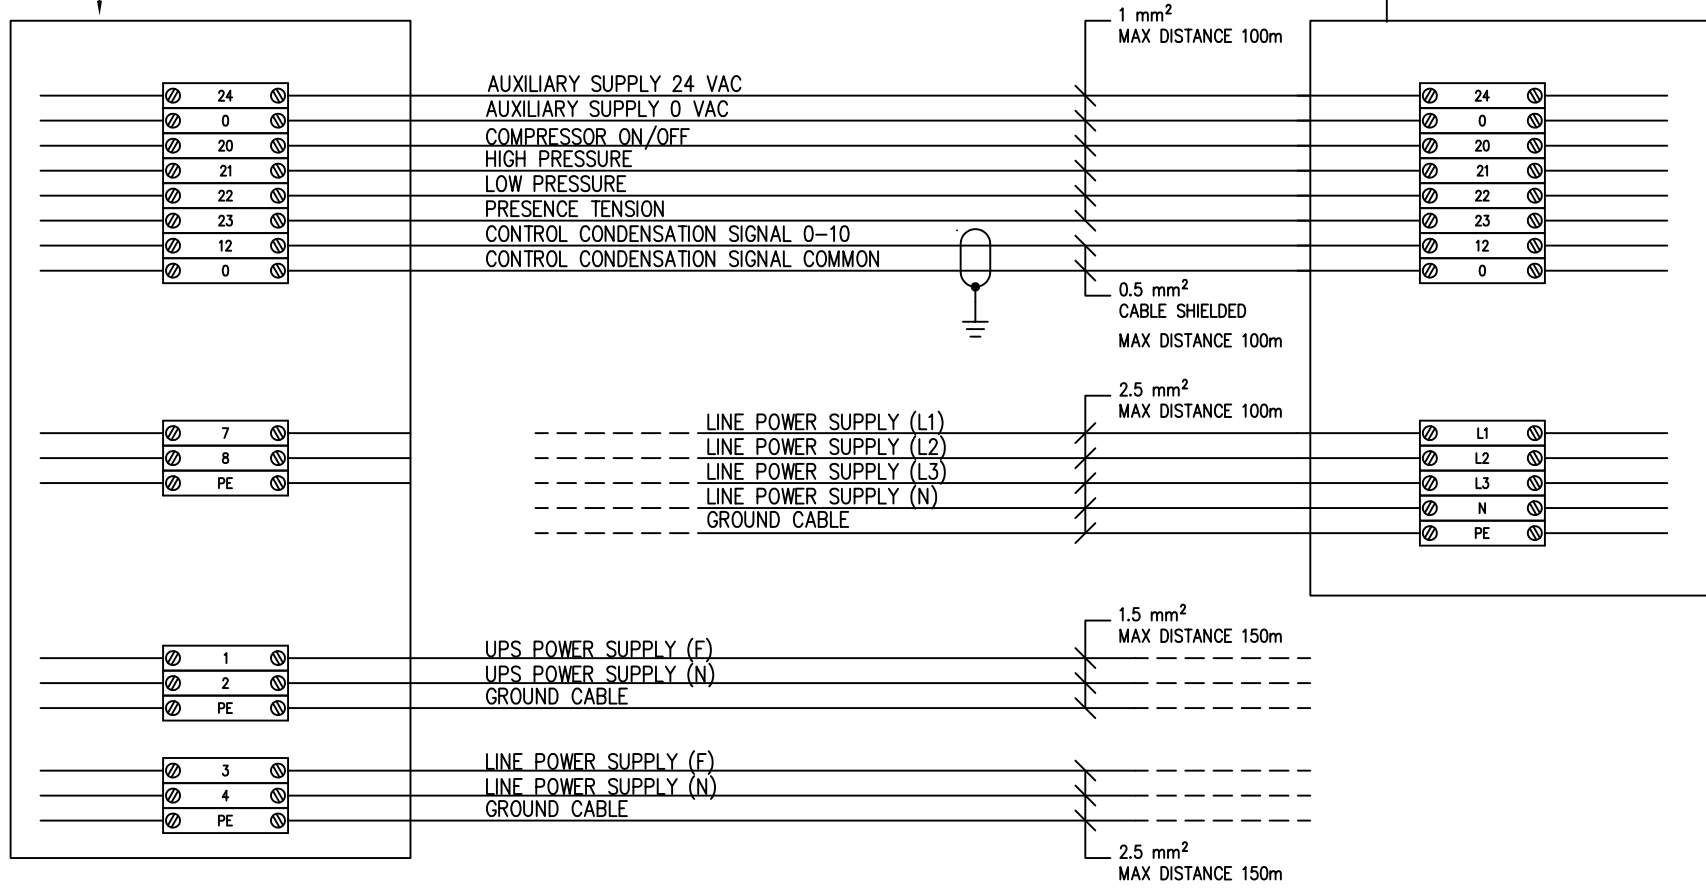 1 mm²
MAX DISTANCE 100m
24 AUXILIARY SUPPLY 24 VAC 24
0 AUXILIARY SUPPLY 0 VAC 0
20 COMPRESSOR ON/OFF 20
21 HIGH PRESSURE 21
22 LOW PRESSURE 22
23 PRESENCE TENSION 23
12 CONTROL CONDENSATION SIGNAL 0-10 12
0 CONTROL CONDENSATION SIGNAL COMMON 0
0.5 mm²
CABLE SHIELDED
MAX DISTANCE 100m
2.5 mm²
MAX DISTANCE 100m
7 LINE POWER SUPPLY (L1) L1
8 LINE POWER SUPPLY (L2) L2
PE LINE POWER SUPPLY (L3) L3
LINE POWER SUPPLY (N) N
GROUND CABLE PE
1.5 mm²
MAX DISTANCE 150m
1 UPS POWER SUPPLY (F)
2 UPS POWER SUPPLY (N)
PE GROUND CABLE
3 LINE POWER SUPPLY (F)
4 LINE POWER SUPPLY (N)
PE GROUND CABLE
2.5 mm²
MAX DISTANCE 150m